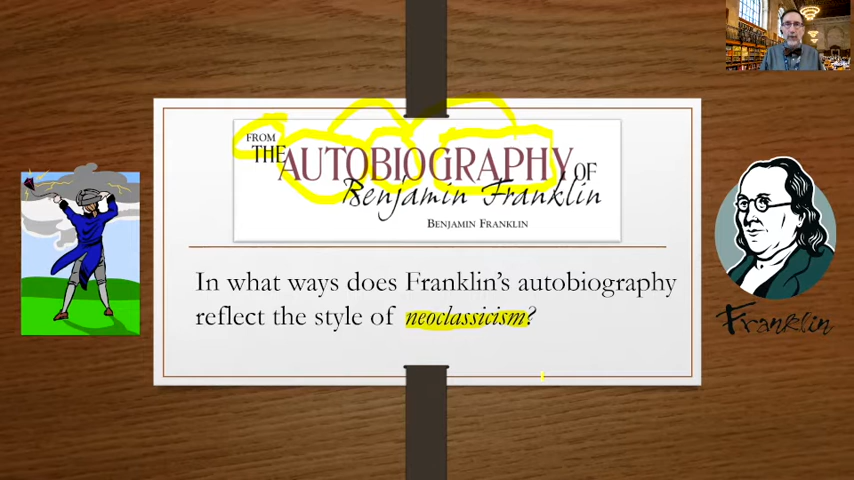 FROM
THE AUTOBIOGRAPHY OF
Benjamin Franklin
BENJAMIN FRANKLIN
In what ways does Franklin's autobiography
reflect the style of neoclassicism?
Franklin